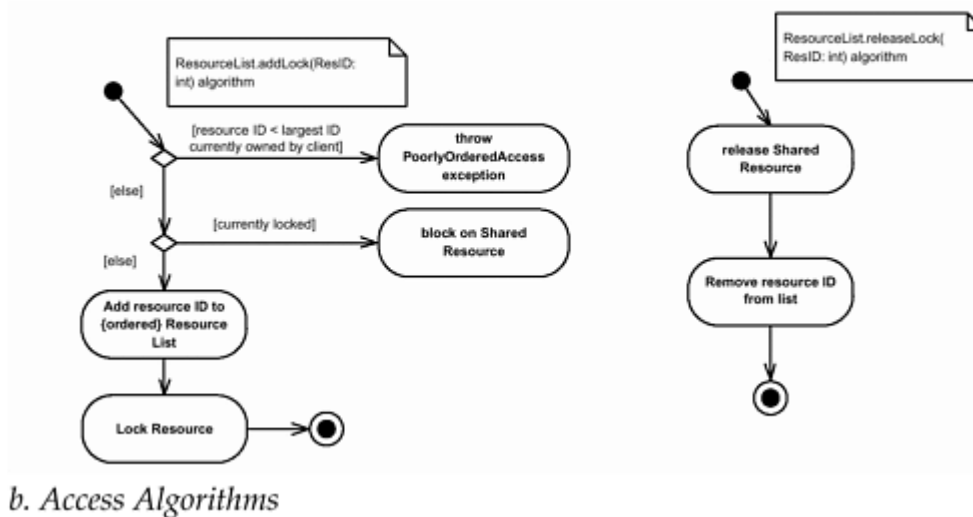 ResourceList.addLock(ResID:
int) algorithm
[resource ID < largest ID
currently owned by client]
throw
PoorlyOrderedAccess
exception
[else]
[currently locked]
block on Shared
Resource
[else]
Add resource ID to
{ordered} Resource
List
Lock Resource
ResourceList.releaseLock(
ResID: int) algorithm
release Shared
Resource
Remove resource ID
from list
b. Access Algorithms